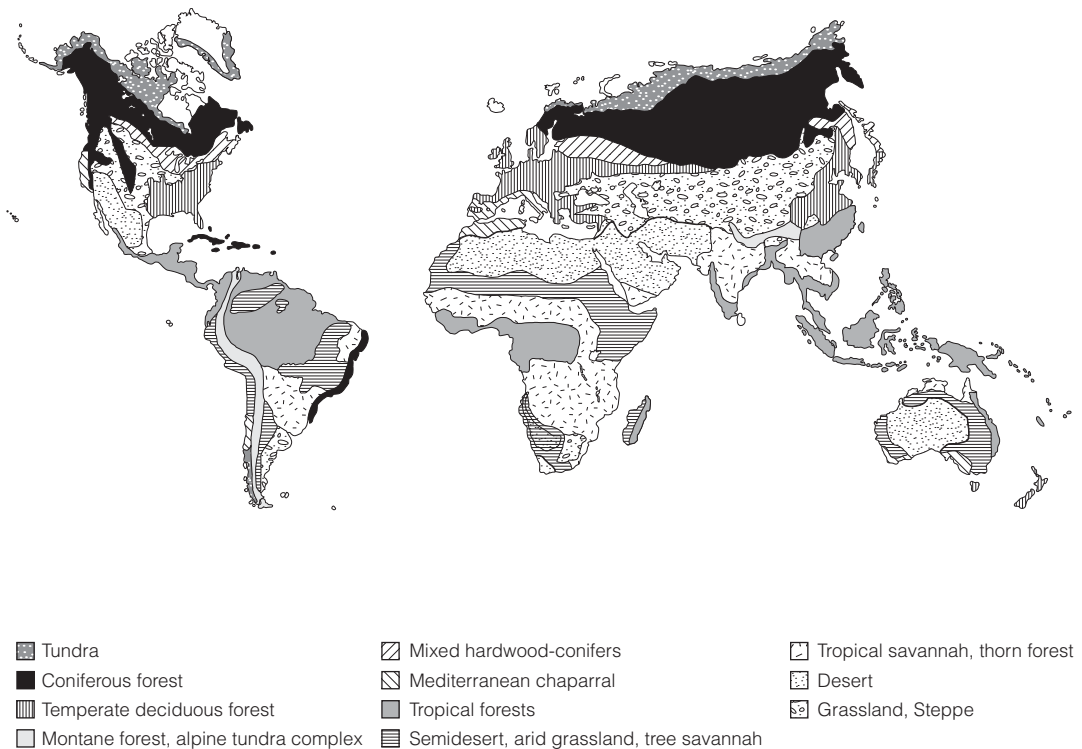 Tundra
Coniferous forest
Temperate deciduous forest
Montane forest, alpine tundra complex
Mixed hardwood-conifers
Mediterranean chaparral
Tropical forests
Semidesert, arid grassland, tree savannah
Tropical savannah, thorn forest
Desert
Grassland, Steppe